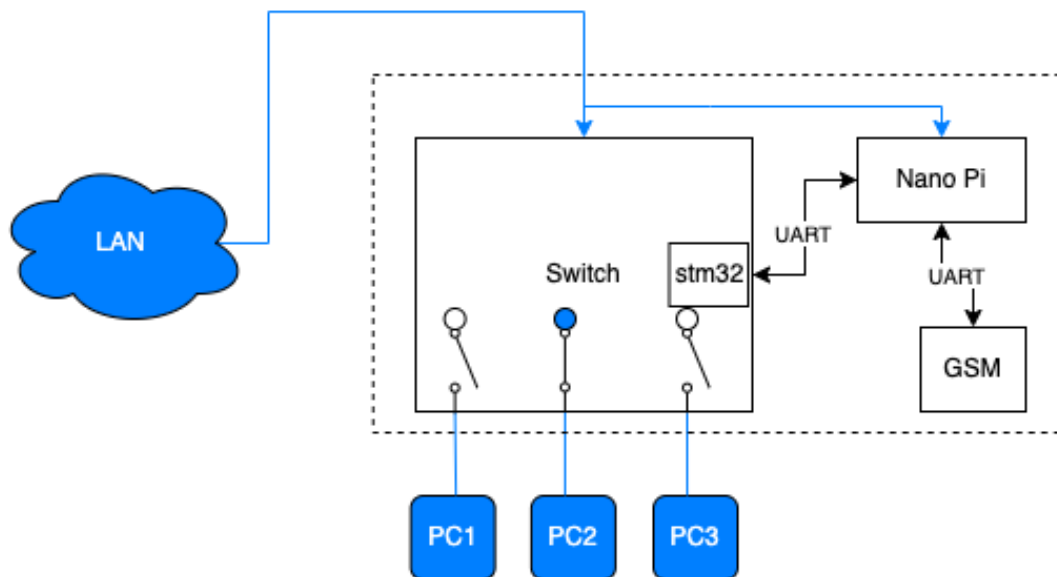 LAN
Nano Pi
UART
Switch
stm32
UART
GSM
PC1
PC2
PC3